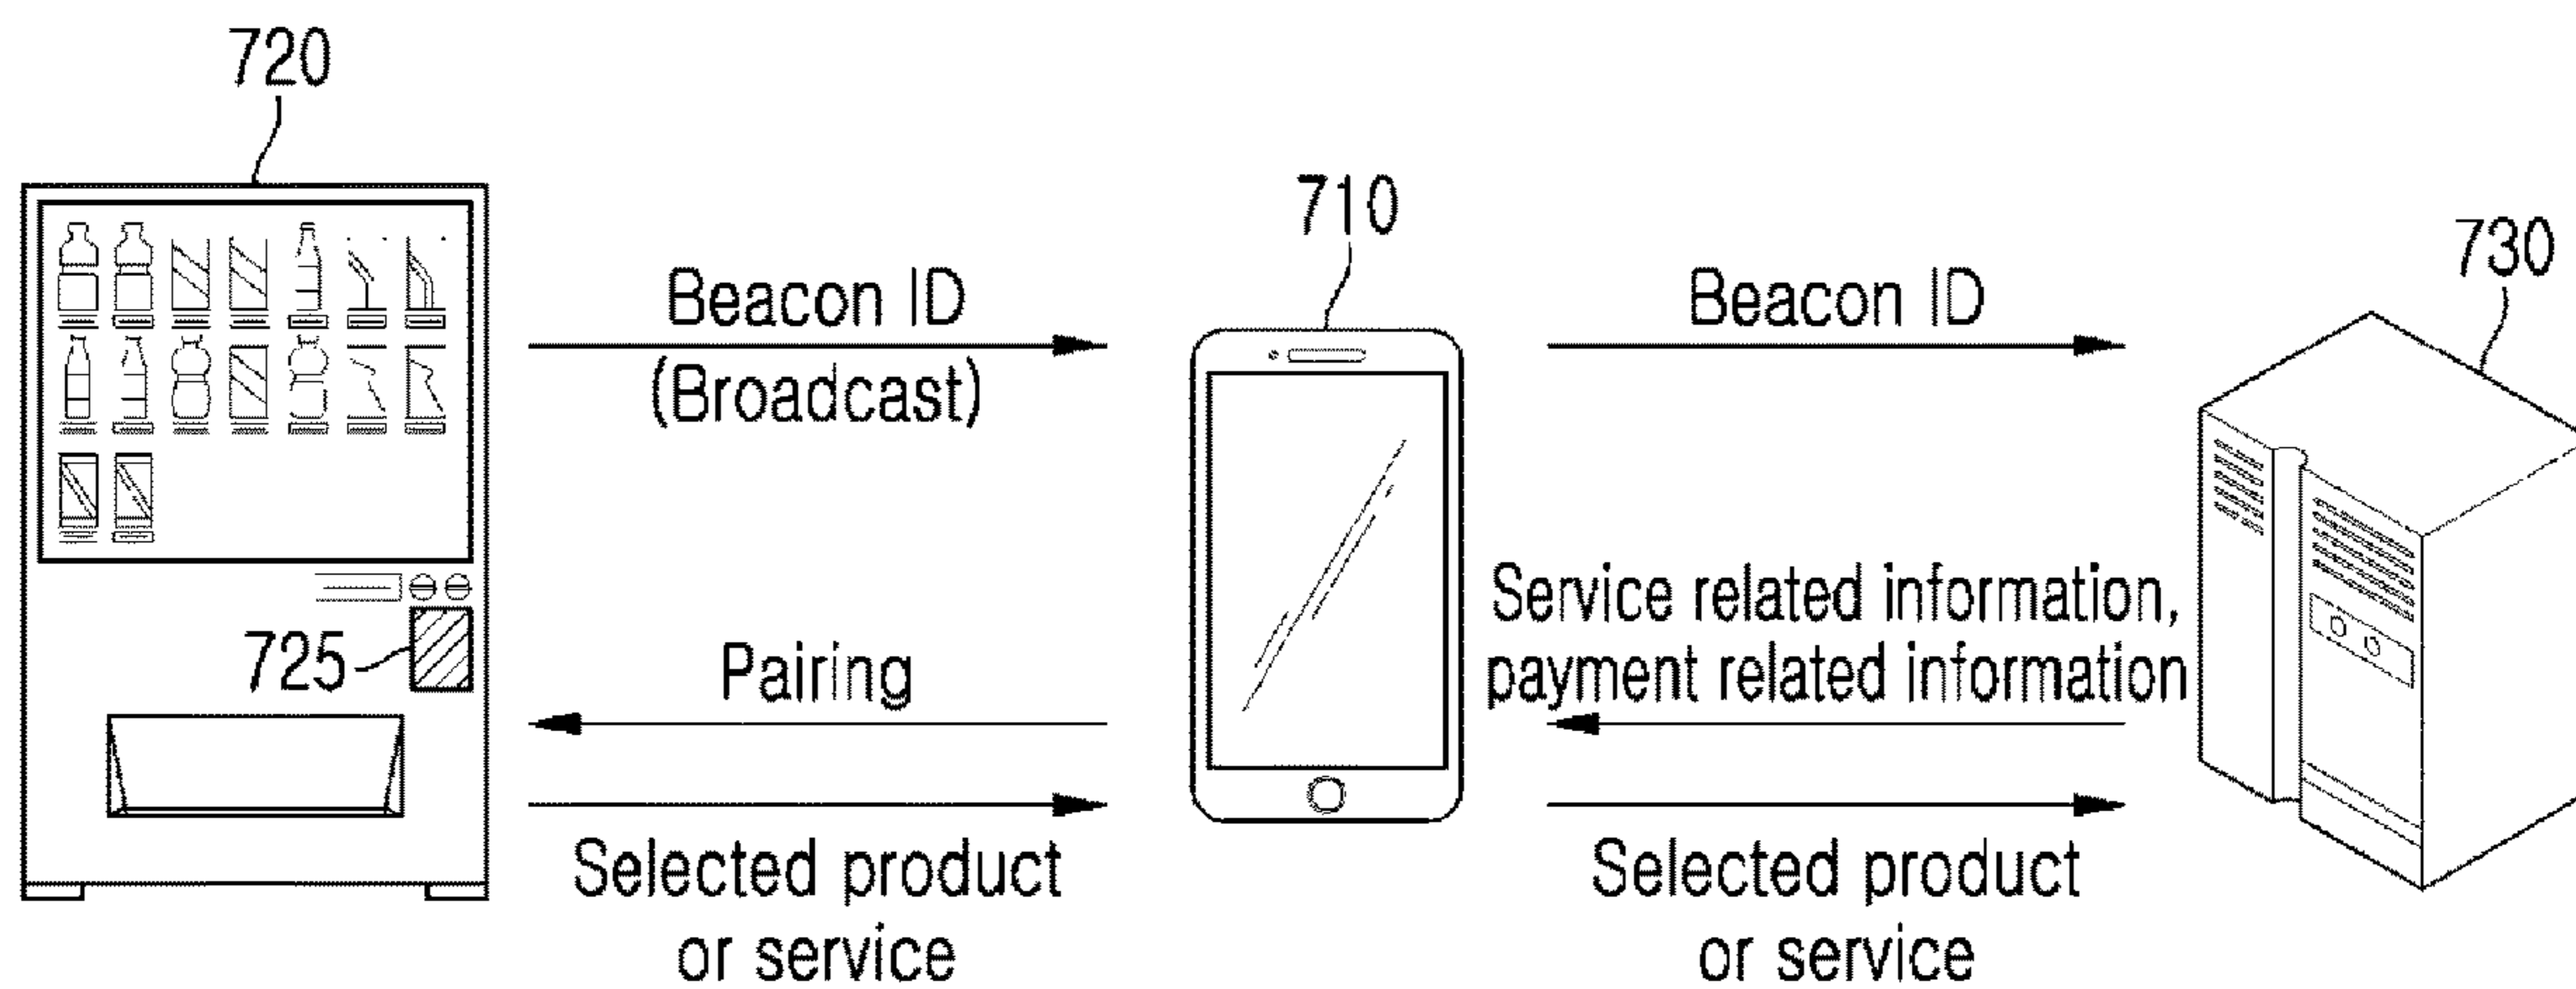 720
710
730
Beacon ID
(Broadcast)
Beacon ID
725
Pairing
Service related information,
payment related information
Selected product
or service
Selected product
or service